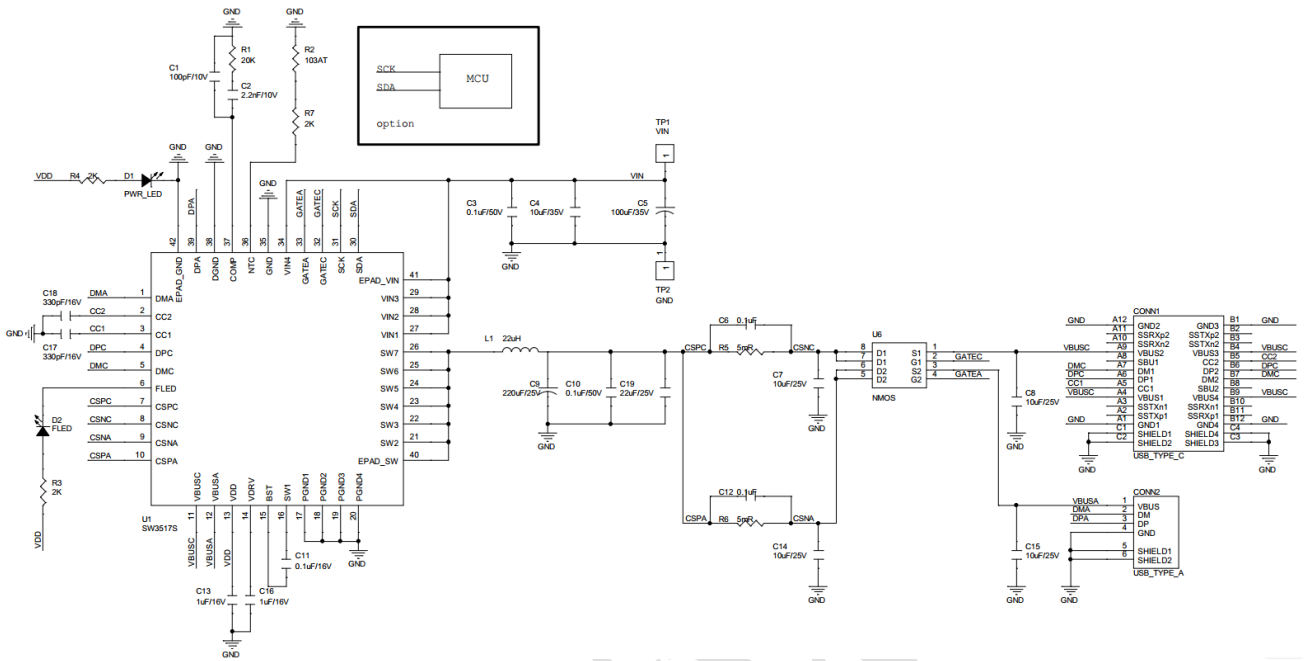 GND
GND
R1
20K
R2
103AT
C1
100pF/10V
C2
2.2nF/10V
R7
2K
SCK
SDA
MCU
option
TP1
VIN
1
GND
GND
VDD
R4
2K
D1
PWR_LED
GND
VIN
DPA
GATEA
GATEC
SCK
SDA
C3
0.1uF/50V
C4
10uF/35V
C5
100uF/35V
GND
1
1
TP2
GND
42
39
38
37
36
35
34
33
32
31
30
EPAD_GND
DPA
DGND
COMP
NTC
GND
VIN4
GATEA
GATEC
SCK
SDA
EPAD_VIN 41
VIN3 29
VIN2 28
VIN1 27
SW7 26
SW6 25
SW5 24
SW4 23
SW3 22
SW2 21
EPAD_SW 40
C18
330pF/16V
GND
C17
330pF/16V
DMA 1 DMA
CC2 2 CC2
CC1 3 CC1
DPC 4 DPC
DMC 5 DMC
6 FLED
CSPC 7 CSPC
CSNC 8 CSNC
CSNA 9 CSNA
CSPA 10 CSPA
D2
FLED
R3
2K
VDD
U1
SW3517S
VBUSC
VBUSA
VDD
VDRV
BST
SW1
PGND1
PGND2
PGND3
PGND4
11
12
13
14
15
16
17
18
19
20
VBUSC
VBUSA
VDD
C11
0.1uF/16V
GND
C13
1uF/16V
C16
1uF/16V
GND
L1
22uH
C9
220uF/25V
C10
0.1uF/50V
C19
22uF/25V
GND
C6
0.1uF
CSPC
R5
5mR
CSNC
C7
10uF/25V
GND
C12
0.1uF
CSPA
R6
5mR
CSNA
C14
10uF/25V
GND
U6
8 D1 S1 1
7 D1 G1 2 GATEC
6 D2 S2 3
5 D2 G2 4 GATEA
NMOS
C8
10uF/25V
GND
CONN1
GND A12 GND2 GND3 B1 GND
A11 SSRXp2 SSTXp2 B2
A10 SSRXn2 SSTXn2 B3
VBUSC A9 VBUS2 VBUS3 B4 VBUSC
A8 SBU1 CC2 B5 CC2
DMC A7 DM1 DP2 B6 DPC
DPC A6 DP1 DM2 B7 DMC
CC1 A5 CC1 SBU2 B8
VBUSC A4 VBUS1 VBUS4 B9 VBUSC
A3 SSTXn1 SSRXn1 B10
A2 SSTXp1 SSRXp1 B11
GND A1 GND1 GND4 B12 GND
C1 SHIELD1 SHIELD4 C4
C2 SHIELD2 SHIELD3 C3
GND
USB_TYPE_C
GND
CONN2
VBUSA 1 VBUS
DMA 2 DM
DPA 3 DP
4 GND
5 SHIELD1
6 SHIELD2
USB_TYPE_A
C15
10uF/25V
GND
GND